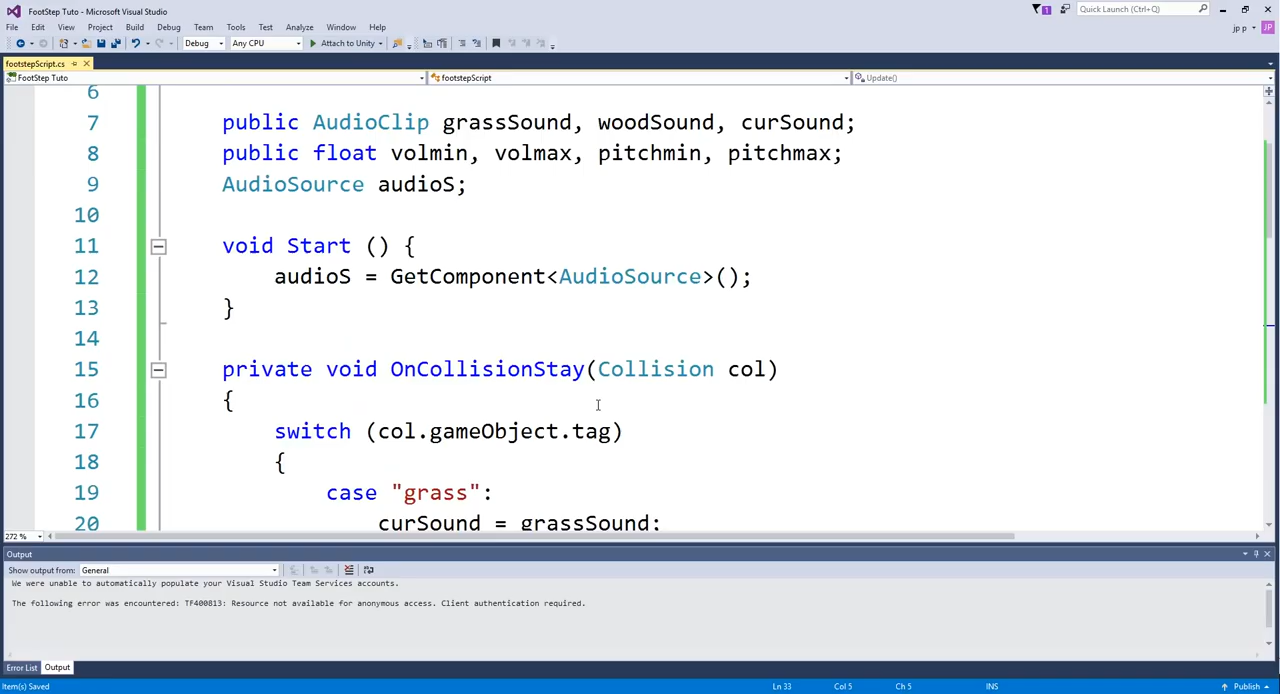 FootStep Tuto - Microsoft Visual Studio
1
Quick Launch (Ctrl+Q)
File Edit View Project Build Debug Team Tools Test Analyze Window Help
jp p JP
Debug Any CPU Attach to Unity
footstepScript.cs
FootStep Tuto footstepScript Update()
6
7 public AudioClip grassSound, woodSound, curSound;
8 public float volmin, volmax, pitchmin, pitchmax;
9 AudioSource audioS;
10
11 void Start () {
12 audioS = GetComponent<AudioSource>();
13 }
14
15 private void OnCollisionStay(Collision col)
16 {
17 switch (col.gameObject.tag)
18 {
19 case "grass":
20 curSound = grassSound;
272 %
Output
Show output from: General
We were unable to automatically populate your Visual Studio Team Services accounts.
The following error was encountered: TF400813: Resource not available for anonymous access. Client authentication required.
Error List Output
Item(s) Saved Ln 33 Col 5 Ch 5 INS Publish